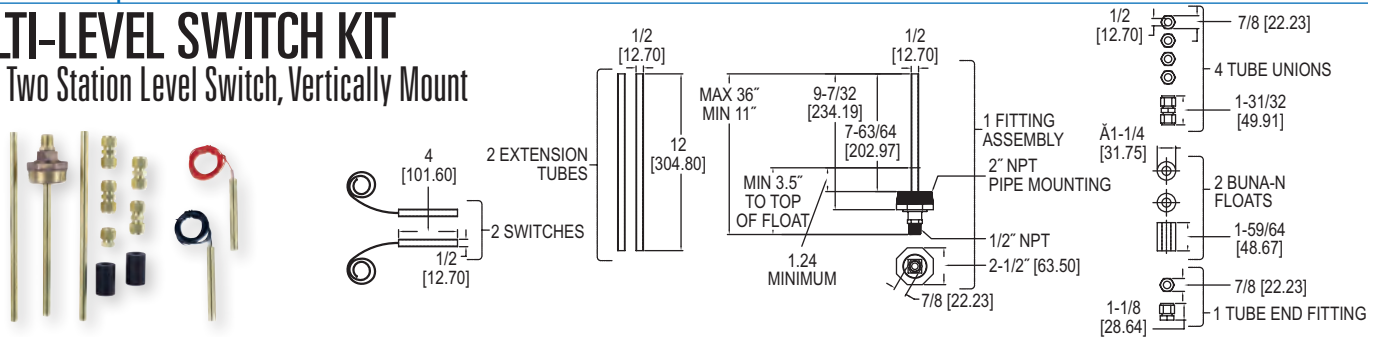 LTI-LEVEL SWITCH KIT
Two Station Level Switch, Vertically Mount
4
[101.60]
2 SWITCHES
1/2
[12.70]
1/2
[12.70]
2 EXTENSION
TUBES
12
[304.80]
1/2
[12.70]
MAX 36"
MIN 11"
9-7/32
[234.19]
7-63/64
[202.97]
MIN 3.5"
TO TOP
OF FLOAT
1.24
MINIMUM
1 FITTING
ASSEMBLY
2" NPT
PIPE MOUNTING
1/2" NPT
2-1/2" [63.50]
7/8 [22.23]
1/2
[12.70]
7/8 [22.23]
4 TUBE UNIONS
1-31/32
[49.91]
Ă1-1/4
[31.75]
2 BUNA-N
FLOATS
1-59/64
[48.67]
7/8 [22.23]
1-1/8
[28.64]
1 TUBE END FITTING